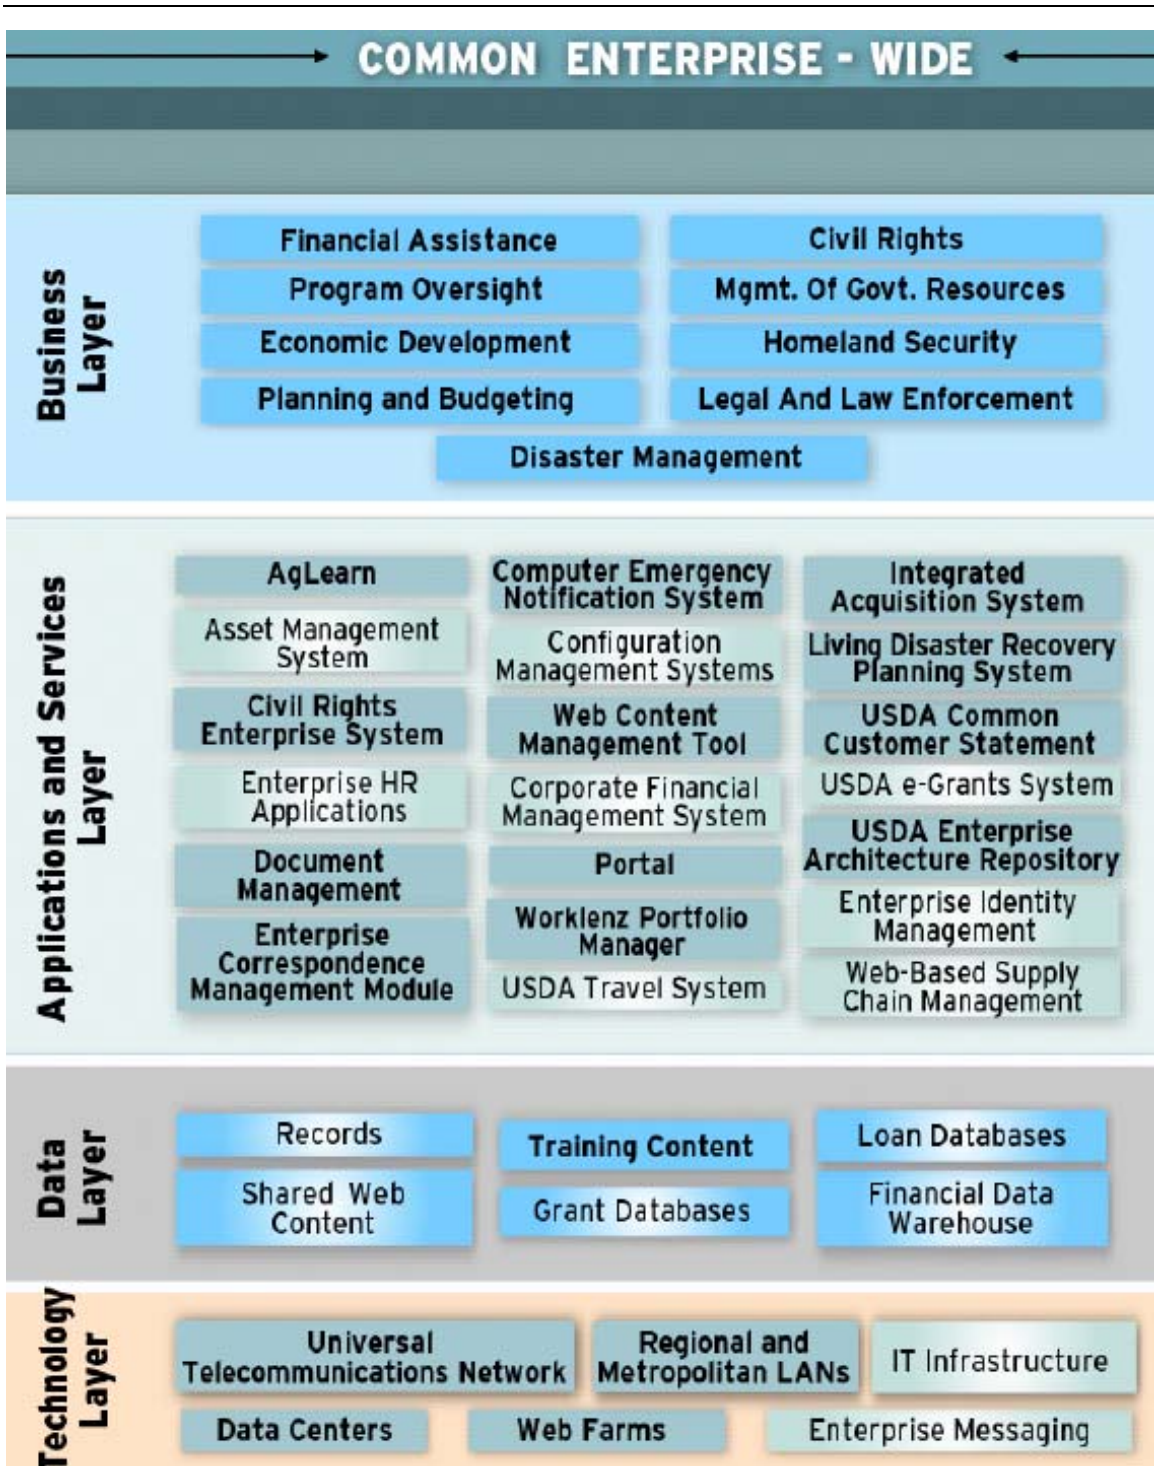 COMMON ENTERPRISE - WIDE
Business
Layer
Financial Assistance
Civil Rights
Program Oversight
Mgmt. Of Govt. Resources
Economic Development
Homeland Security
Planning and Budgeting
Legal And Law Enforcement
Disaster Management
Applications and Services
Layer
AgLearn
Asset Management
System
Civil Rights
Enterprise System
Enterprise HR
Applications
Document
Management
Enterprise
Correspondence
Management Module
Computer Emergency
Notification System
Configuration
Management Systems
Web Content
Management Tool
Corporate Financial
Management System
Portal
Worklenz Portfolio
Manager
USDA Travel System
Integrated
Acquisition System
Living Disaster Recovery
Planning System
USDA Common
Customer Statement
USDA e-Grants System
USDA Enterprise
Architecture Repository
Enterprise Identity
Management
Web-Based Supply
Chain Management
Data
Layer
Records
Shared Web
Content
Training Content
Grant Databases
Loan Databases
Financial Data
Warehouse
Technology
Layer
Universal
Telecommunications Network
Regional and
Metropolitan LANs
IT Infrastructure
Data Centers
Web Farms
Enterprise Messaging